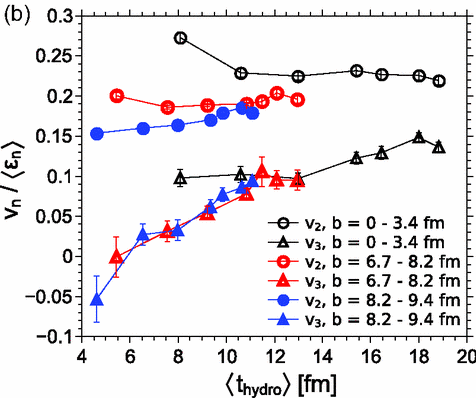 (b)
0.3
0.25
0.2
0.15
0.1
0.05
0
−0.05
−0.1
vₙ / ⟨εₙ⟩
v₂, b = 0 - 3.4 fm
v₃, b = 0 - 3.4 fm
v₂, b = 6.7 - 8.2 fm
v₃, b = 6.7 - 8.2 fm
v₂, b = 8.2 - 9.4 fm
v₃, b = 8.2 - 9.4 fm
4 6 8 10 12 14 16 18 20
⟨t_hydro⟩ [fm]